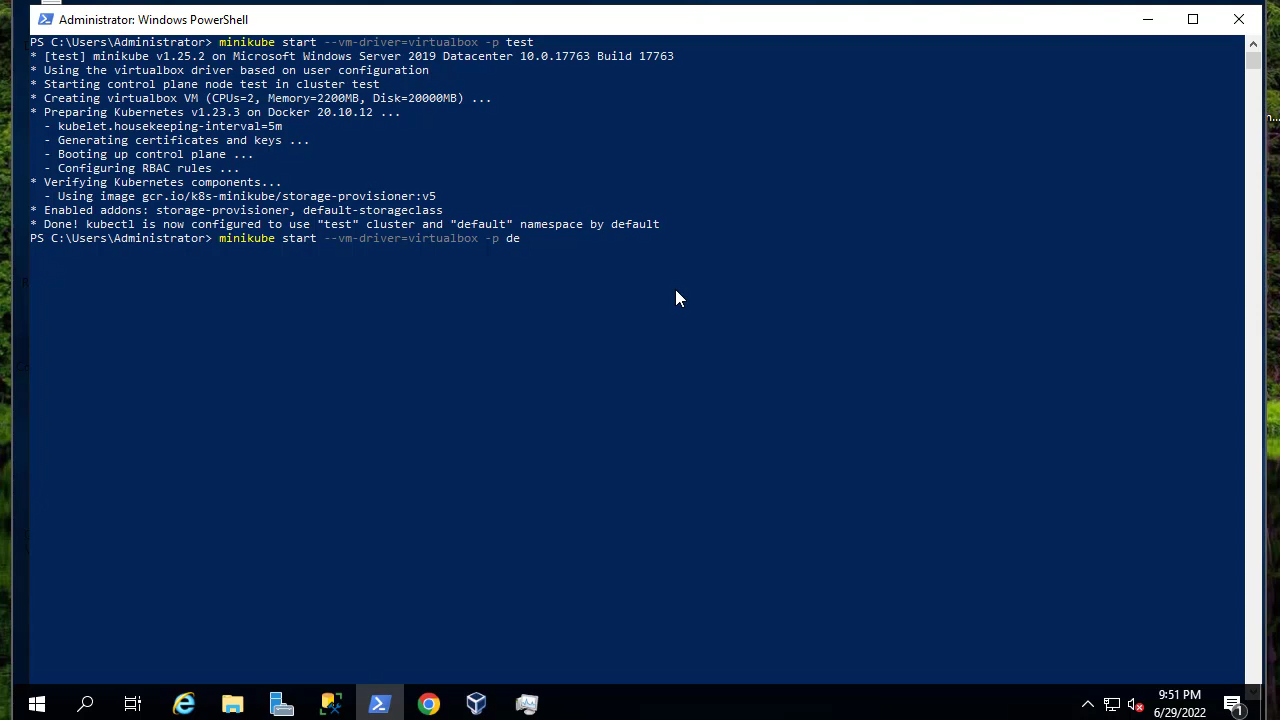 Administrator: Windows PowerShell
PS C:\Users\Administrator> minikube start --vm-driver=virtualbox -p test
* [test] minikube v1.25.2 on Microsoft Windows Server 2019 Datacenter 10.0.17763 Build 17763
* Using the virtualbox driver based on user configuration
* Starting control plane node test in cluster test
* Creating virtualbox VM (CPUs=2, Memory=2200MB, Disk=20000MB) ...
* Preparing Kubernetes v1.23.3 on Docker 20.10.12 ...
  - kubelet.housekeeping-interval=5m
  - Generating certificates and keys ...
  - Booting up control plane ...
  - Configuring RBAC rules ...
* Verifying Kubernetes components...
  - Using image gcr.io/k8s-minikube/storage-provisioner:v5
* Enabled addons: storage-provisioner, default-storageclass
* Done! kubectl is now configured to use "test" cluster and "default" namespace by default
PS C:\Users\Administrator> minikube start --vm-driver=virtualbox -p de
9:51 PM
6/29/2022
1